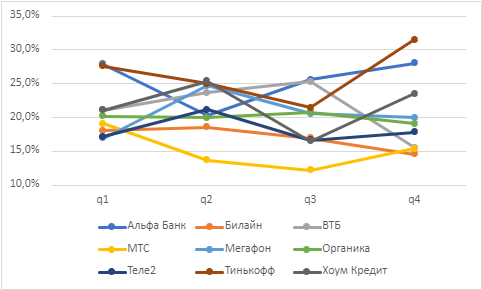 35,0%
30,0%
25,0%
20,0%
15,0%
10,0%
q1 q2 q3 q4
Альфа Банк Билайн ВТБ
МТС Мегафон Органика
Теле2 Тинькофф Хоум Кредит